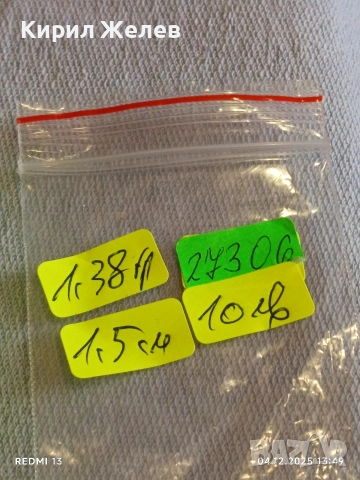 Кирил Желев
1,38 гр
27306
1,5 см
10 лв
REDMI 13
04.12.2025 13:49